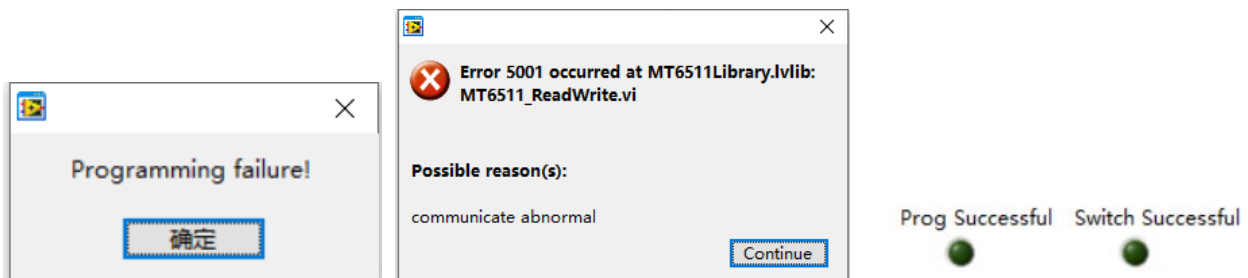 Programming failure!
确定
Error 5001 occurred at MT6511Library.lvlib:
MT6511_ReadWrite.vi
Possible reason(s):
communicate abnormal
Continue
Prog Successful Switch Successful